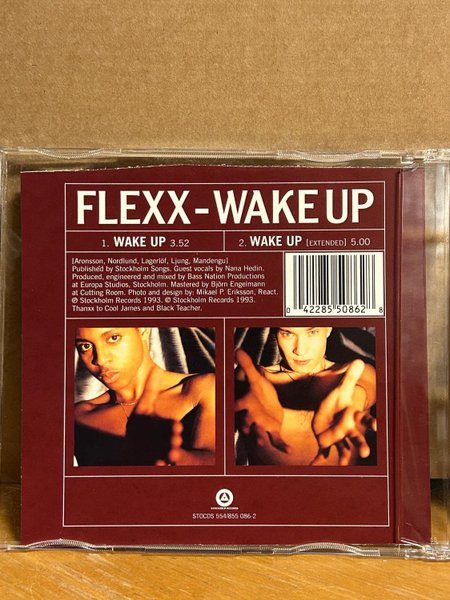 FLEXX-WAKE UP
1. WAKE UP 3.52
2. WAKE UP [EXTENDED] 5.00
[Aronsson, Nordlund, Lagerlöf, Ljung, Mandengu]
Published by Stockholm Songs. Guest vocals by Nana Hedin.
Produced, engineered and mixed by Bass Nation Productions
at Europa Studios, Stockholm. Mastered by Björn Engelmann
at Cutting Room. Photo and design by: Mikael P. Eriksson, React.
℗ Stockholm Records 1993. © Stockholm Records 1993.
Thanxx to Cool James and Black Teacher.
0 42285 50862 8
STOCKHOLM RECORDS
STOCDS 554/855 086-2